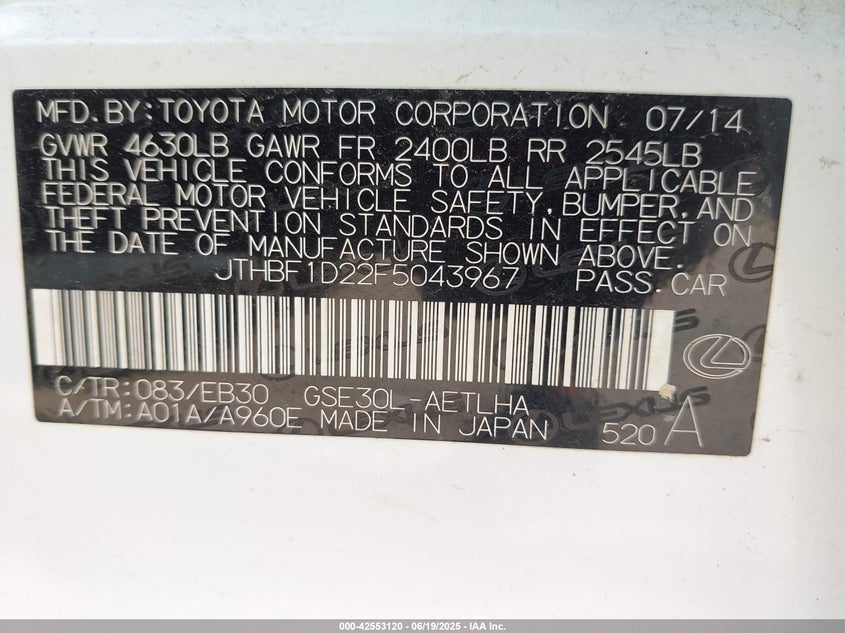 MFD.BY:TOYOTA MOTOR CORPORATION 07/14
GVWR 4630LB GAWR FR 2400LB RR 2545LB
THIS VEHICLE CONFORMS TO ALL APPLICABLE
FEDERAL MOTOR VEHICLE SAFETY,BUMPER,AND
THEFT PREVENTION STANDARDS IN EFFECT ON
THE DATE OF MANUFACTURE SHOWN ABOVE.
JTHBF1D22F5043967 PASS.CAR
C/TR:083/EB30 GSE30L-AETLHA
A/TM:A01A/A960E MADE IN JAPAN 520 A
LEXUS
000-42553120 - 06/19/2025 - IAA Inc.